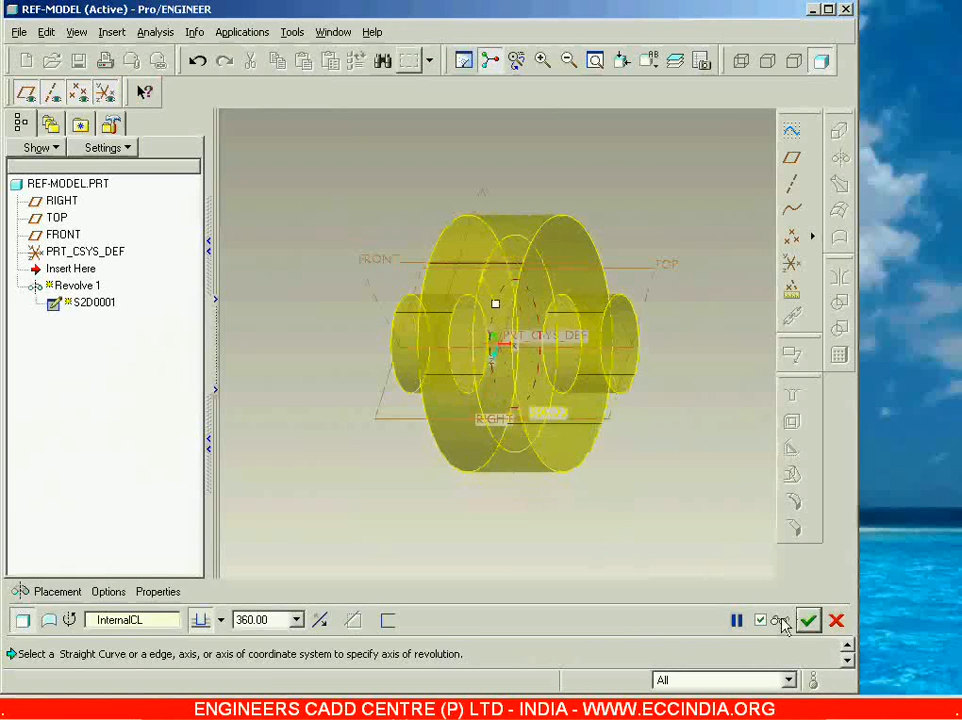 REF-MODEL (Active) - Pro/ENGINEER
File Edit View Insert Analysis Info Applications Tools Window Help
Show Settings
REF-MODEL.PRT
RIGHT
TOP
FRONT
PRT_CSYS_DEF
Insert Here
Revolve 1
S2D0001
FRONT
TOP
PRT_CSYS_DEF
RIGHT
Placement Options Properties
InternalCL
360.00
Select a Straight Curve or a edge, axis, or axis of coordinate system to specify axis of revolution.
All
ENGINEERS CADD CENTRE (P) LTD - INDIA - WWW.ECCINDIA.ORG